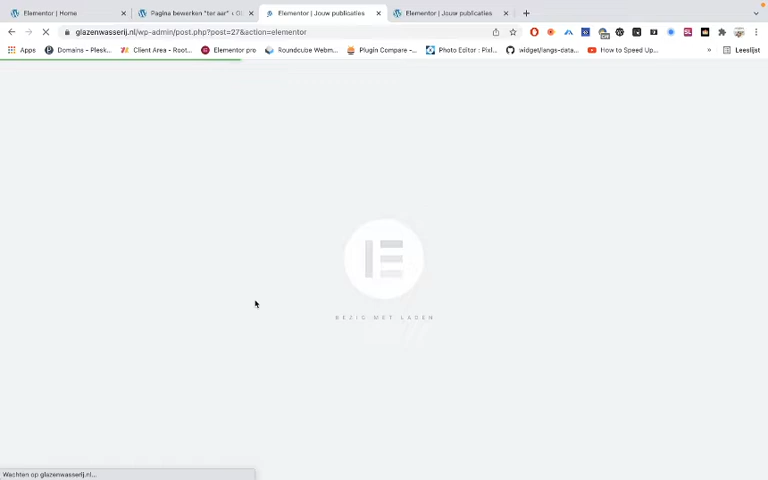 Elementor | Home
Pagina bewerken "ter aar" ‹ Gl
Elementor | Jouw publicaties
Elementor | Jouw publicaties
glazenwasserij.nl/wp-admin/post.php?post=27&action=elementor
Apps
Domains - Plesk...
Client Area - Root...
Elementor pro
Roundcube Webm...
Plugin Compare -...
Photo Editor : Pixl...
widget/langs-data...
How to Speed Up...
»
Leeslijst
BEZIG MET LADEN
Wachten op glazenwasserij.nl...